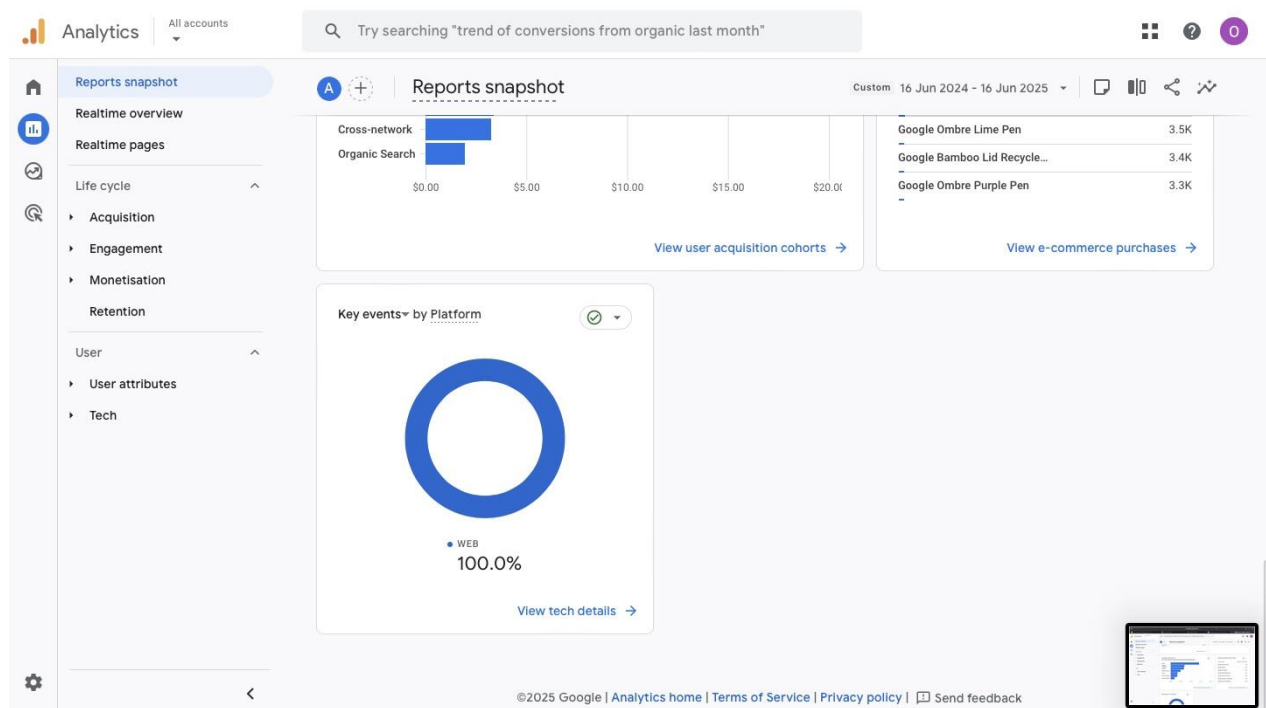 Analytics
All accounts
Try searching "trend of conversions from organic last month"
O
Reports snapshot
Realtime overview
Realtime pages
Life cycle
Acquisition
Engagement
Monetisation
Retention
User
User attributes
Tech
A
Reports snapshot
Custom 16 Jun 2024 - 16 Jun 2025
Cross-network
Organic Search
$0.00 $5.00 $10.00 $15.00
View user acquisition cohorts
Google Ombre Lime Pen 3.5K
Google Bamboo Lid Recycle... 3.4K
Google Ombre Purple Pen 3.3K
View e-commerce purchases
Key events by Platform
WEB
100.0%
View tech details
©2025 Google | Analytics home | Terms of Service | Privacy policy | Send feedback